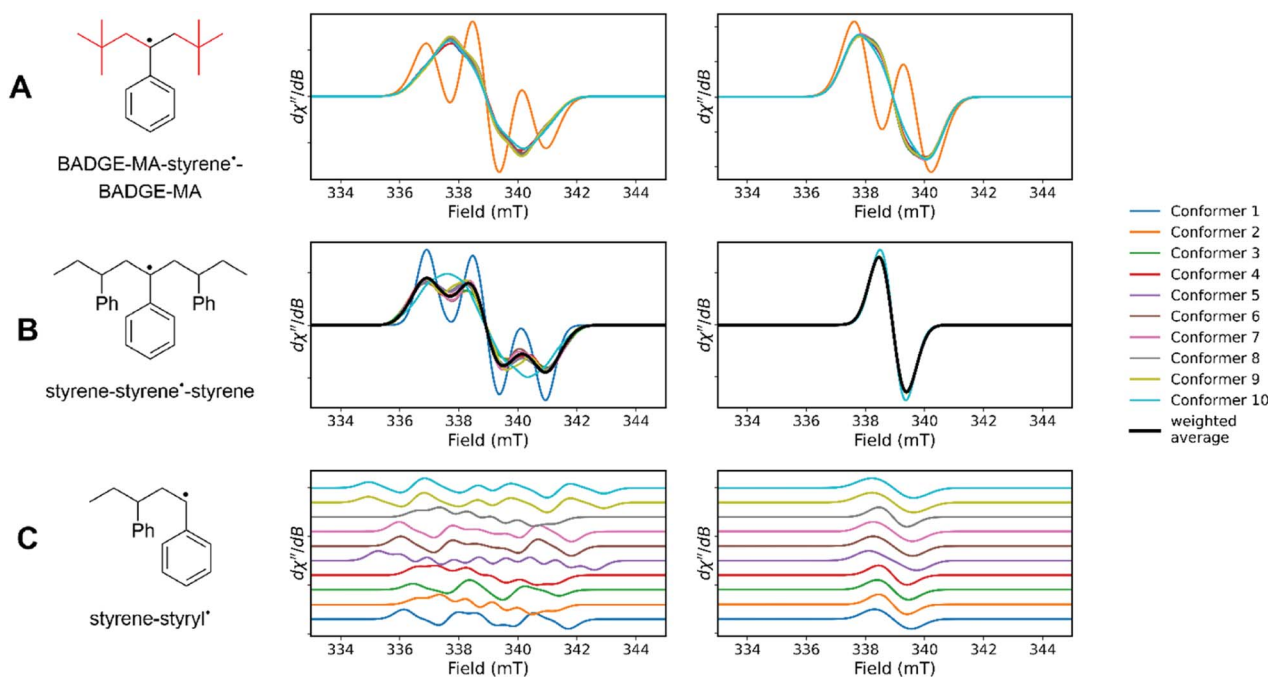 A
BADGE-MA-styrene•-
BADGE-MA
dχ''/dB
334 336 338 340 342 344
Field (mT)
dχ''/dB
334 336 338 340 342 344
Field (mT)
B
Ph
Ph
styrene-styrene•-styrene
dχ''/dB
334 336 338 340 342 344
Field (mT)
dχ''/dB
334 336 338 340 342 344
Field (mT)
C
Ph
styrene-styryl•
dχ''/dB
334 336 338 340 342 344
Field (mT)
dχ''/dB
334 336 338 340 342 344
Field (mT)
Conformer 1
Conformer 2
Conformer 3
Conformer 4
Conformer 5
Conformer 6
Conformer 7
Conformer 8
Conformer 9
Conformer 10
weighted
average